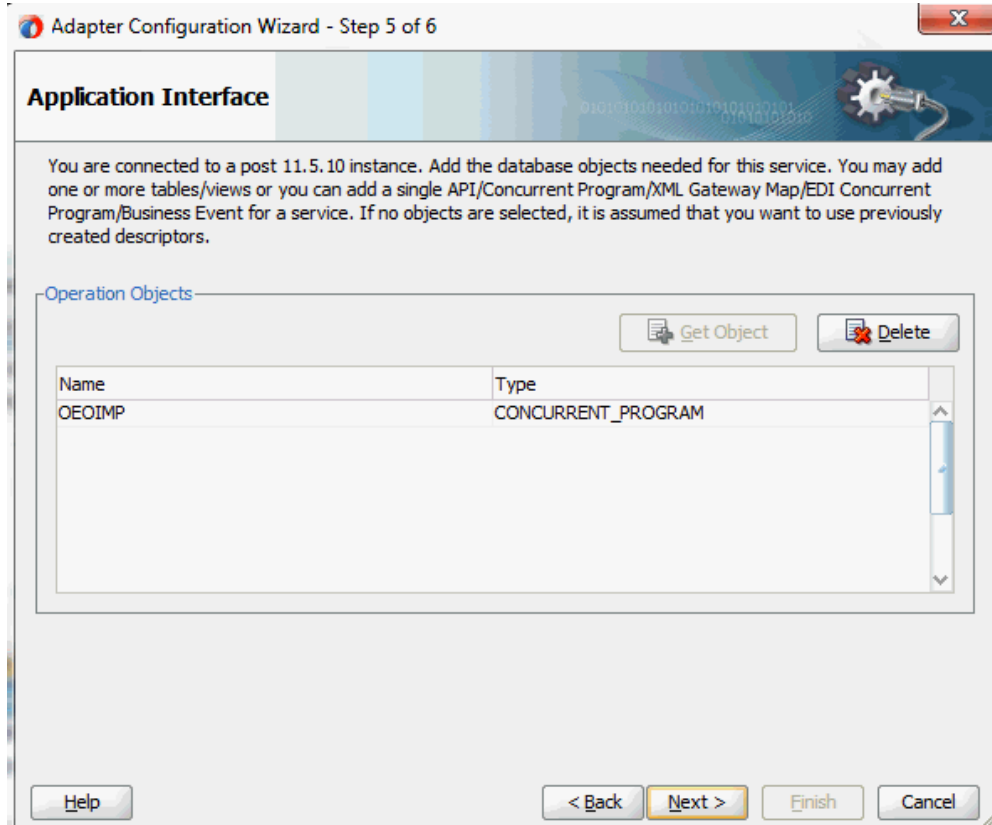 Adapter Configuration Wizard - Step 5 of 6
Application Interface
You are connected to a post 11.5.10 instance. Add the database objects needed for this service. You may add
one or more tables/views or you can add a single API/Concurrent Program/XML Gateway Map/EDI Concurrent
Program/Business Event for a service. If no objects are selected, it is assumed that you want to use previously
created descriptors.
Operation Objects
Get Object Delete
Name Type
OEOIMP CONCURRENT_PROGRAM
Help < Back Next > Finish Cancel